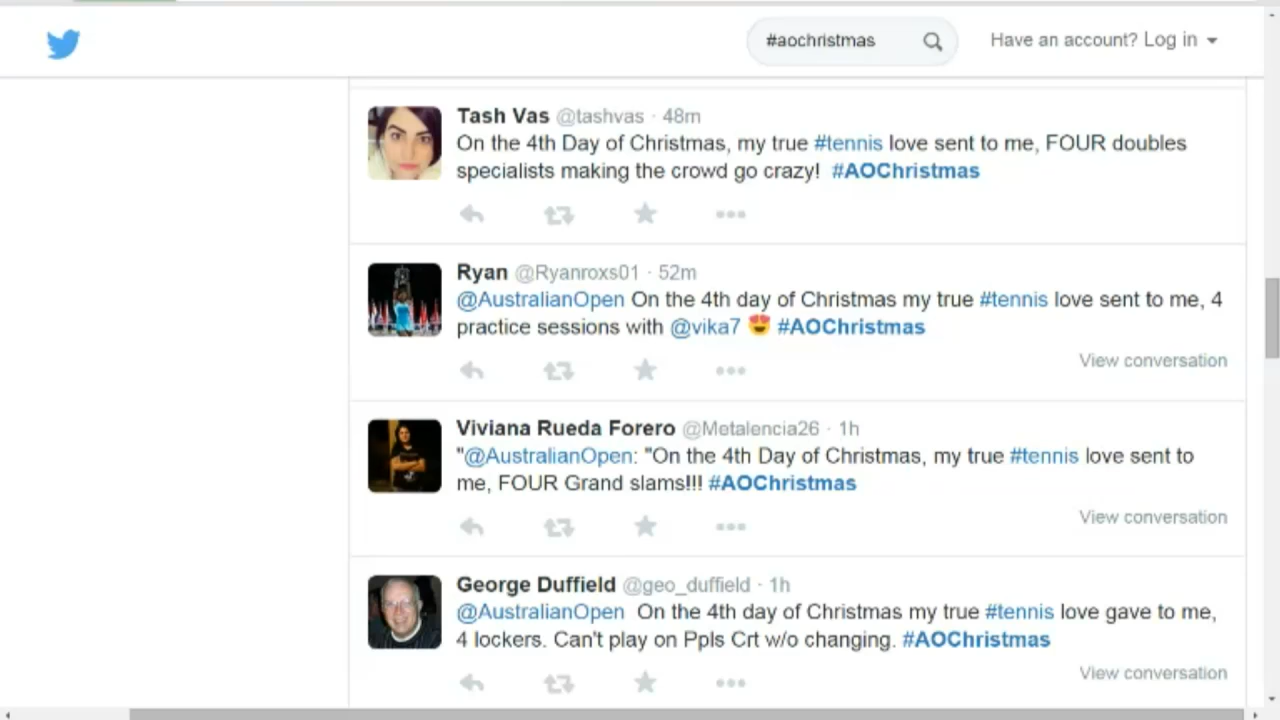 #aochristmas
Have an account? Log in
Tash Vas @tashvas · 48m
On the 4th Day of Christmas, my true #tennis love sent to me, FOUR doubles
specialists making the crowd go crazy! #AOChristmas
Ryan @Ryanroxs01 · 52m
@AustralianOpen On the 4th day of Christmas my true #tennis love sent to me, 4
practice sessions with @vika7 😍 #AOChristmas
View conversation
Viviana Rueda Forero @Metalencia26 · 1h
"@AustralianOpen: "On the 4th Day of Christmas, my true #tennis love sent to
me, FOUR Grand slams!!! #AOChristmas
View conversation
George Duffield @geo_duffield · 1h
@AustralianOpen On the 4th day of Christmas my true #tennis love gave to me,
4 lockers. Can't play on Ppls Crt w/o changing. #AOChristmas
View conversation